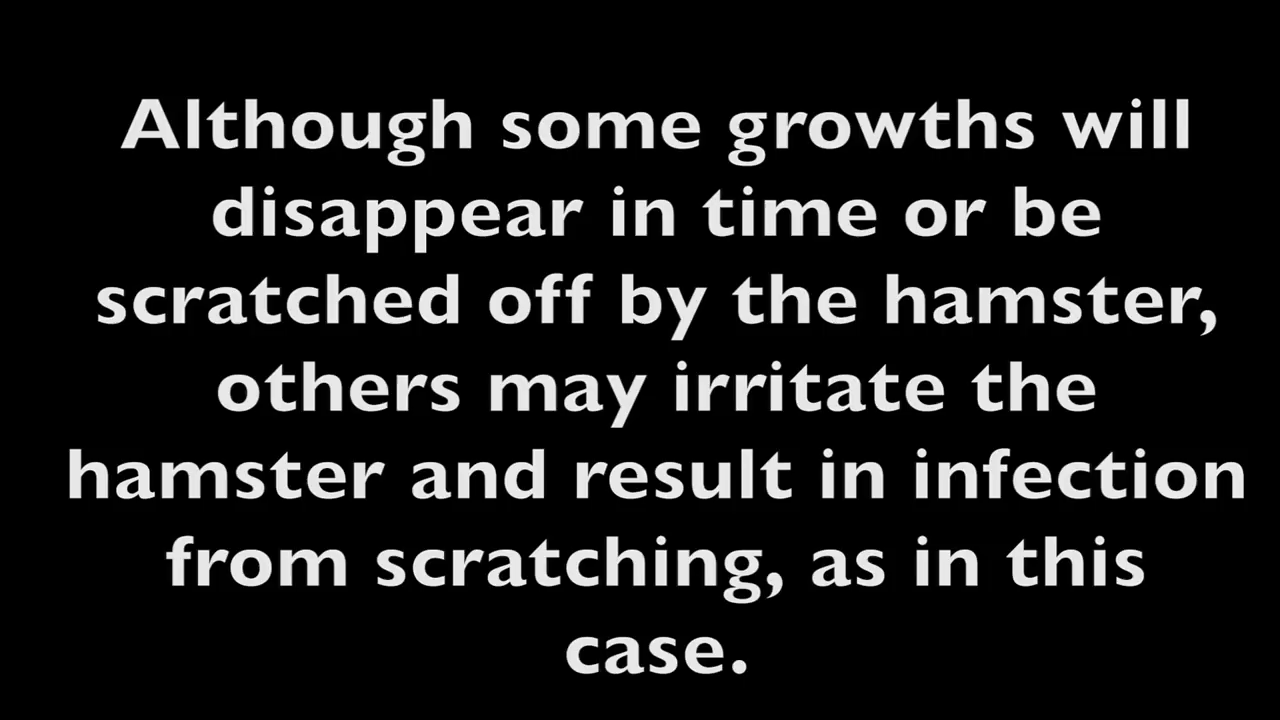 Although some growths will
disappear in time or be
scratched off by the hamster,
others may irritate the
hamster and result in infection
from scratching, as in this
case.